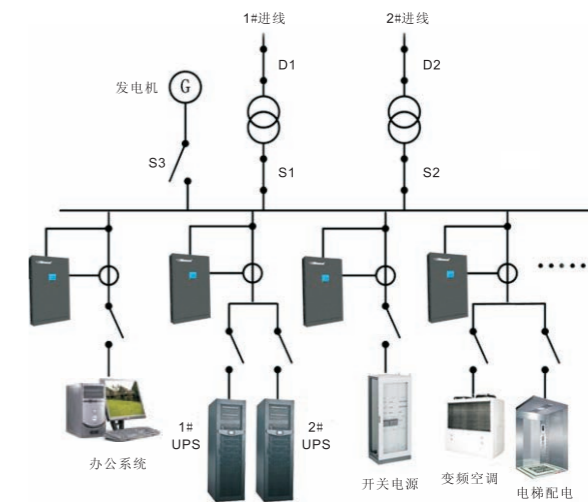 1#进线
2#进线
D1
D2
发电机
G
S3
S1
S2
办公系统
1#
UPS
2#
UPS
开关电源
变频空调
电梯配电